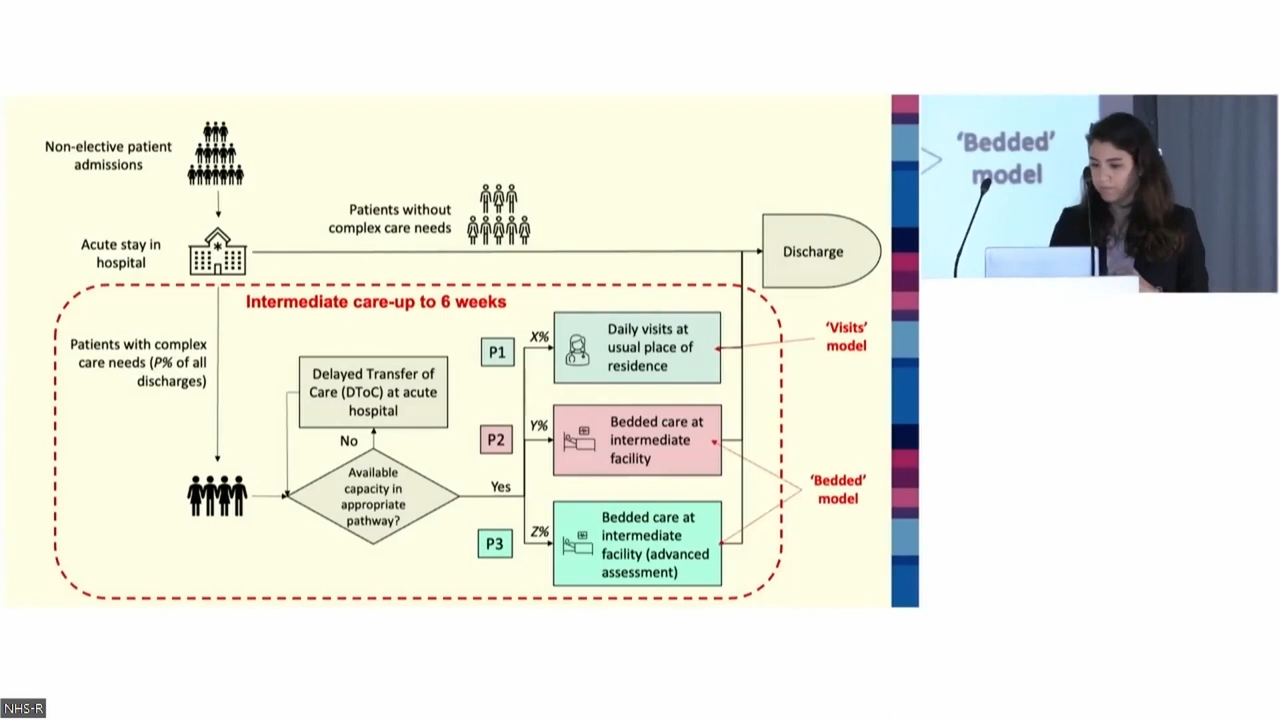 Non-elective patient
admissions
Acute stay in
hospital
Patients without
complex care needs
Discharge
Intermediate care-up to 6 weeks
Patients with complex
care needs (P% of all
discharges)
Delayed Transfer of
Care (DToC) at acute
hospital
No
Available
capacity in
appropriate
pathway?
Yes
P1
X%
Daily visits at
usual place of
residence
'Visits'
model
P2
Y%
Bedded care at
intermediate
facility
'Bedded'
model
P3
Z%
Bedded care at
intermediate
facility (advanced
assessment)
'Bedded'
model
NHS-R